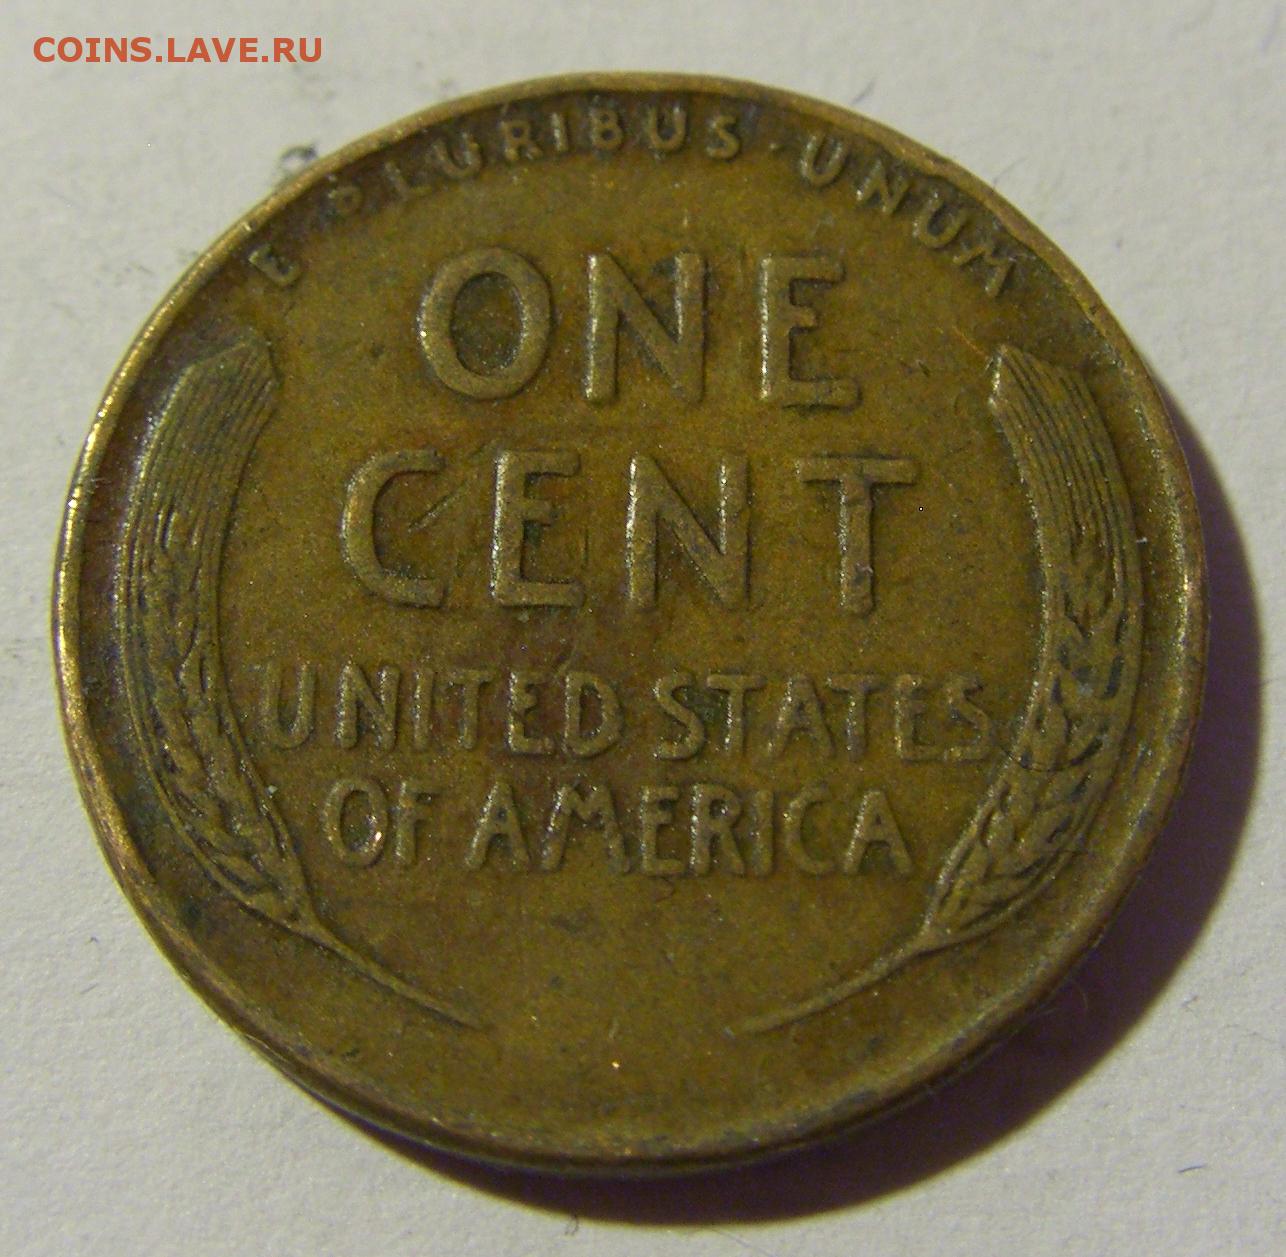 COINS.LAVE.RU
E · PLURIBUS · UNUM
ONE
CENT
UNITED STATES
OF AMERICA